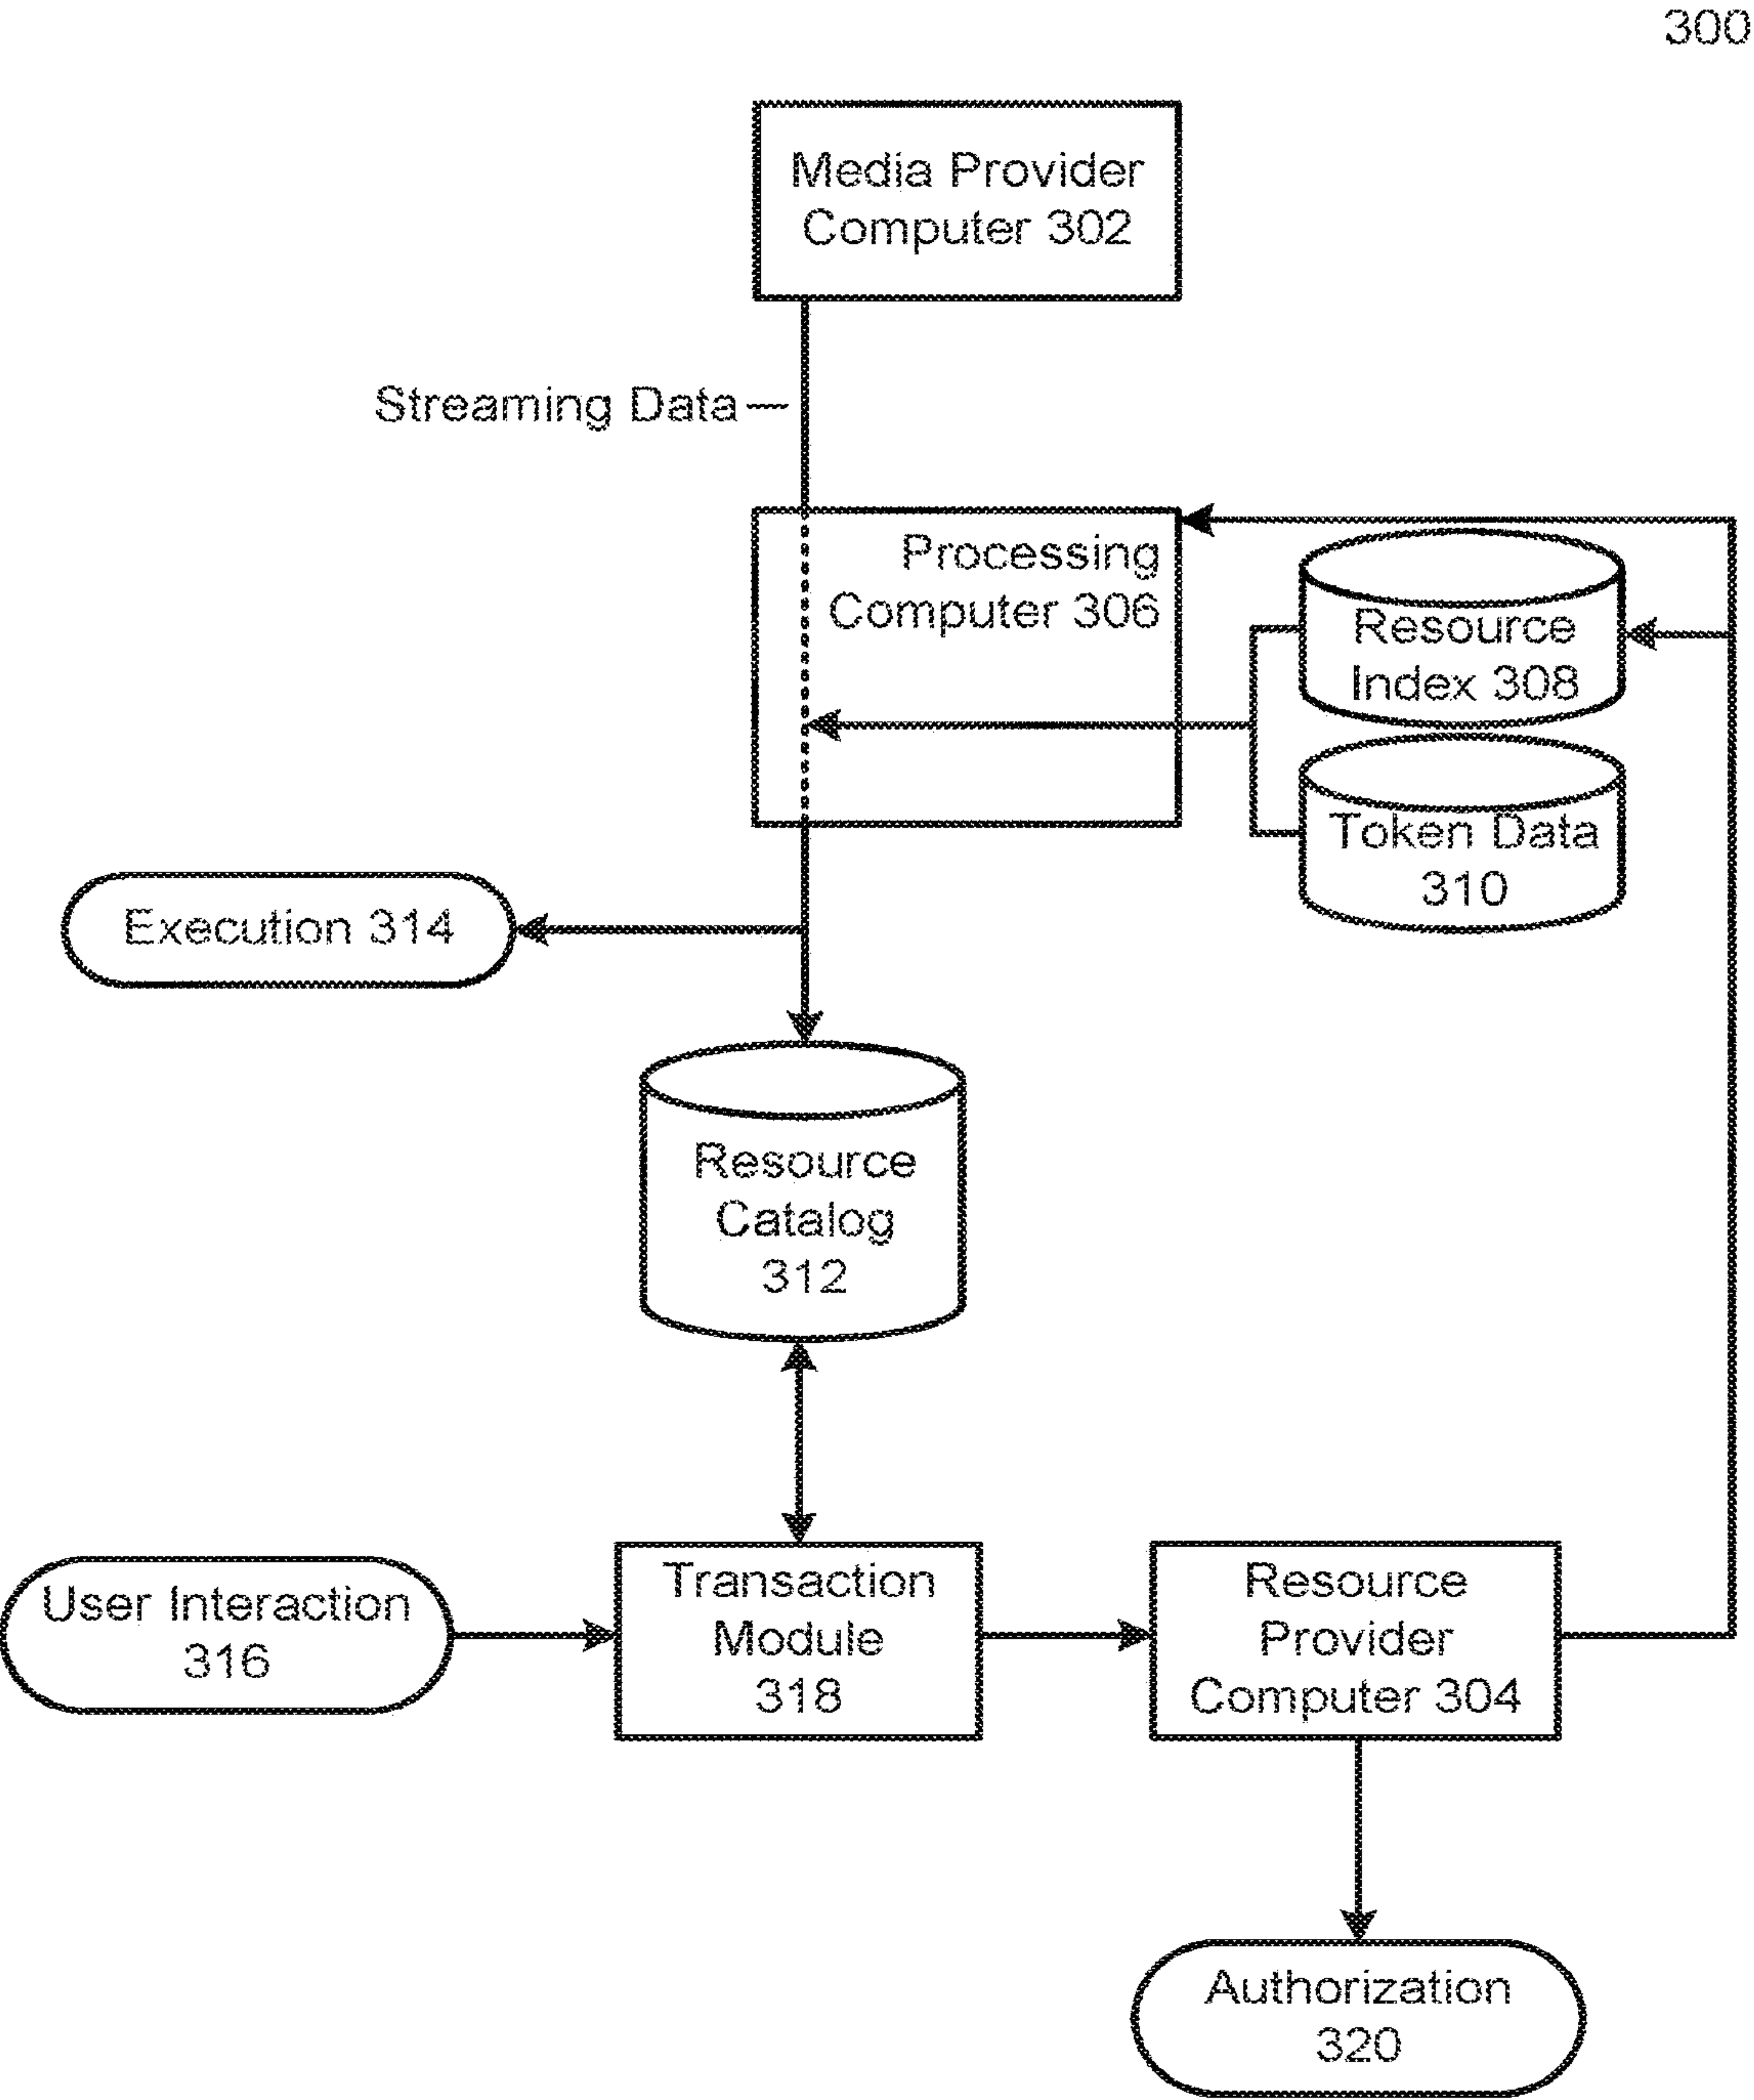 300
Media Provider
Computer 302
Streaming Data
Processing
Computer 306
Resource
Index 308
Token Data
310
Execution 314
Resource
Catalog
312
User Interaction
316
Transaction
Module
318
Resource
Provider
Computer 304
Authorization
320